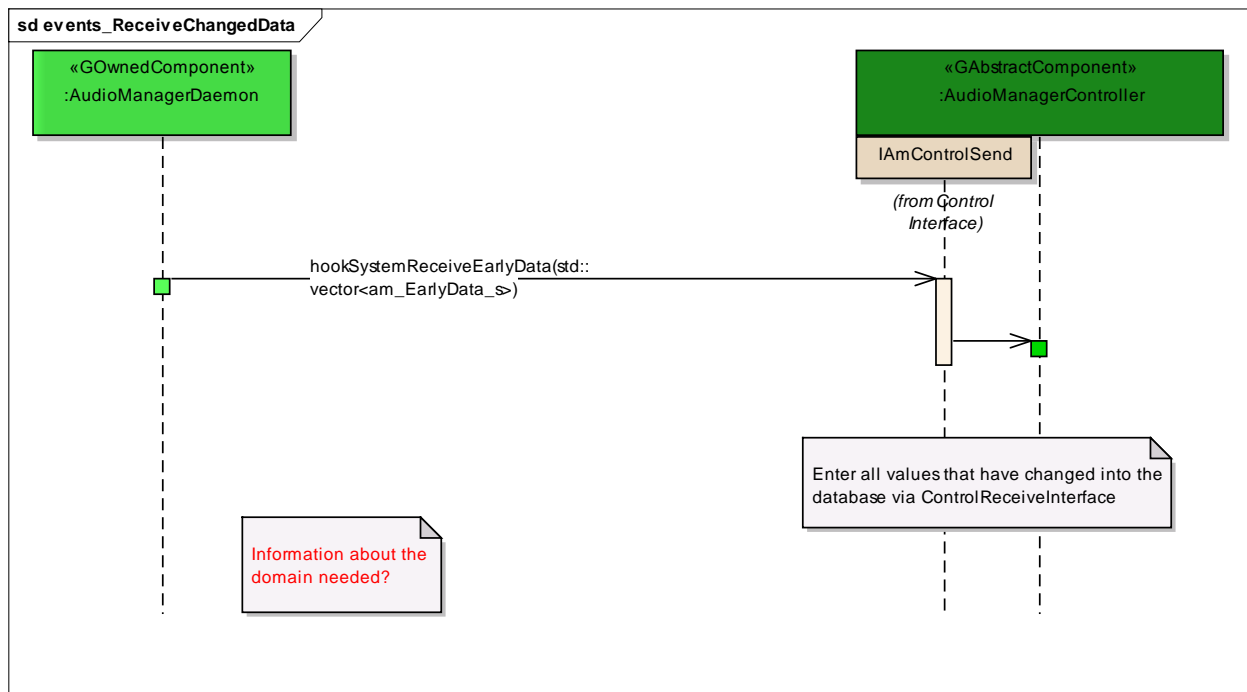 sd events_ReceiveChangedData
«GOwnedComponent»
:AudioManagerDaemon
«GAbstractComponent»
:AudioManagerController
IAmControlSend
(from Control
Interface)
hookSystemReceiveEarlyData(std::
vector<am_EarlyData_s>)
Enter all values that have changed into the
database via ControlReceiveInterface
Information about the
domain needed?